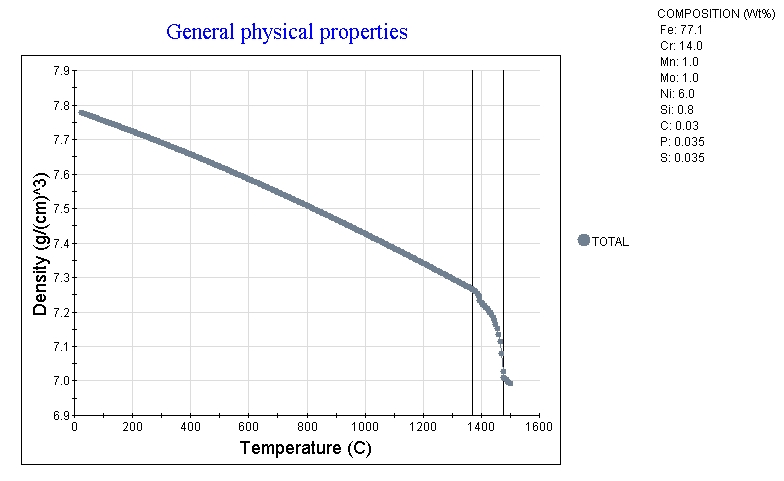 General physical properties
COMPOSITION (Wt%)
Fe: 77.1
Cr: 14.0
Mn: 1.0
Mo: 1.0
Ni: 6.0
Si: 0.8
C: 0.03
P: 0.035
S: 0.035
7.9
7.8
7.7
7.6
7.5
7.4
7.3
7.2
7.1
7.0
6.9
Density (g/(cm)^3)
TOTAL
0 200 400 600 800 1000 1200 1400 1600
Temperature (C)